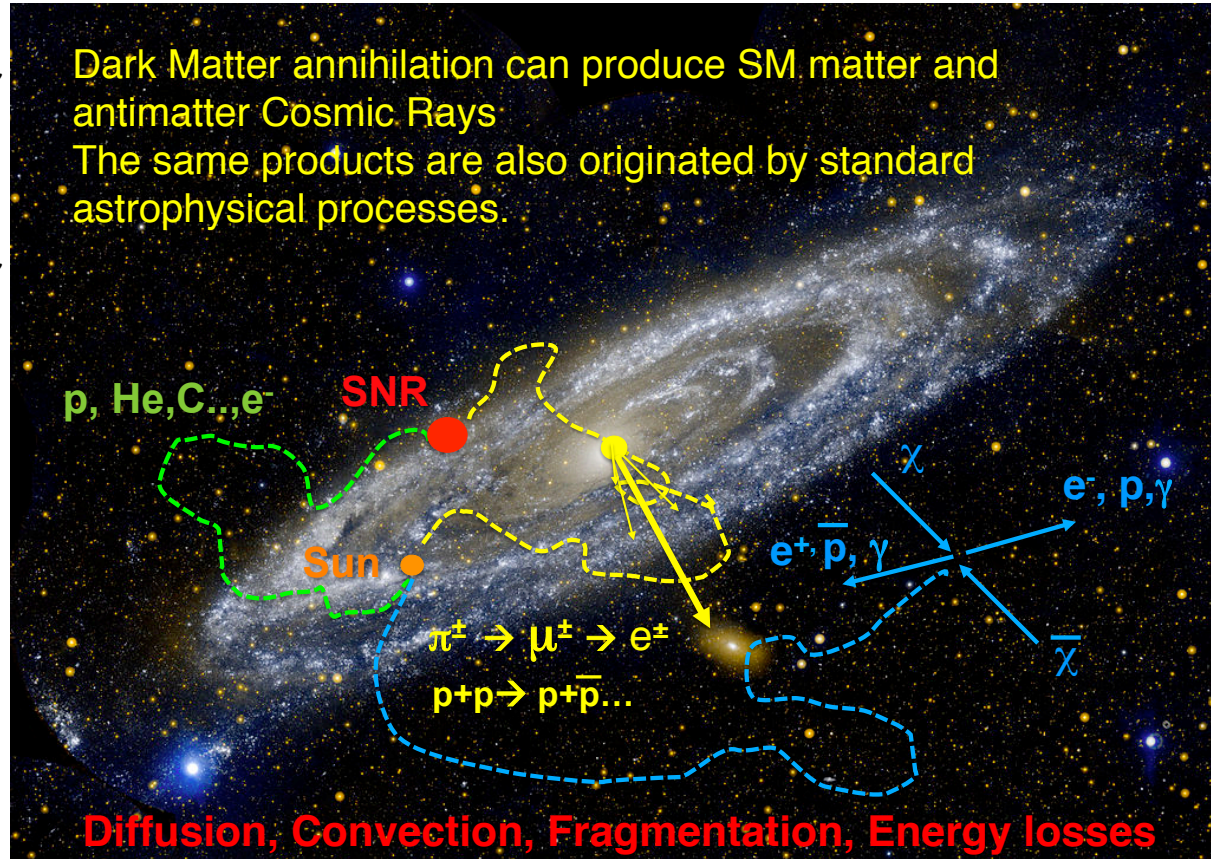 Dark Matter annihilation can produce SM matter and
antimatter Cosmic Rays
The same products are also originated by standard
astrophysical processes.
p, He,C..,e⁻
SNR
χ
e⁻, p,γ
e⁺, p̅, γ
Sun
χ̅
π± → μ± → e±
p+p→ p+p̅...
Diffusion, Convection, Fragmentation, Energy losses